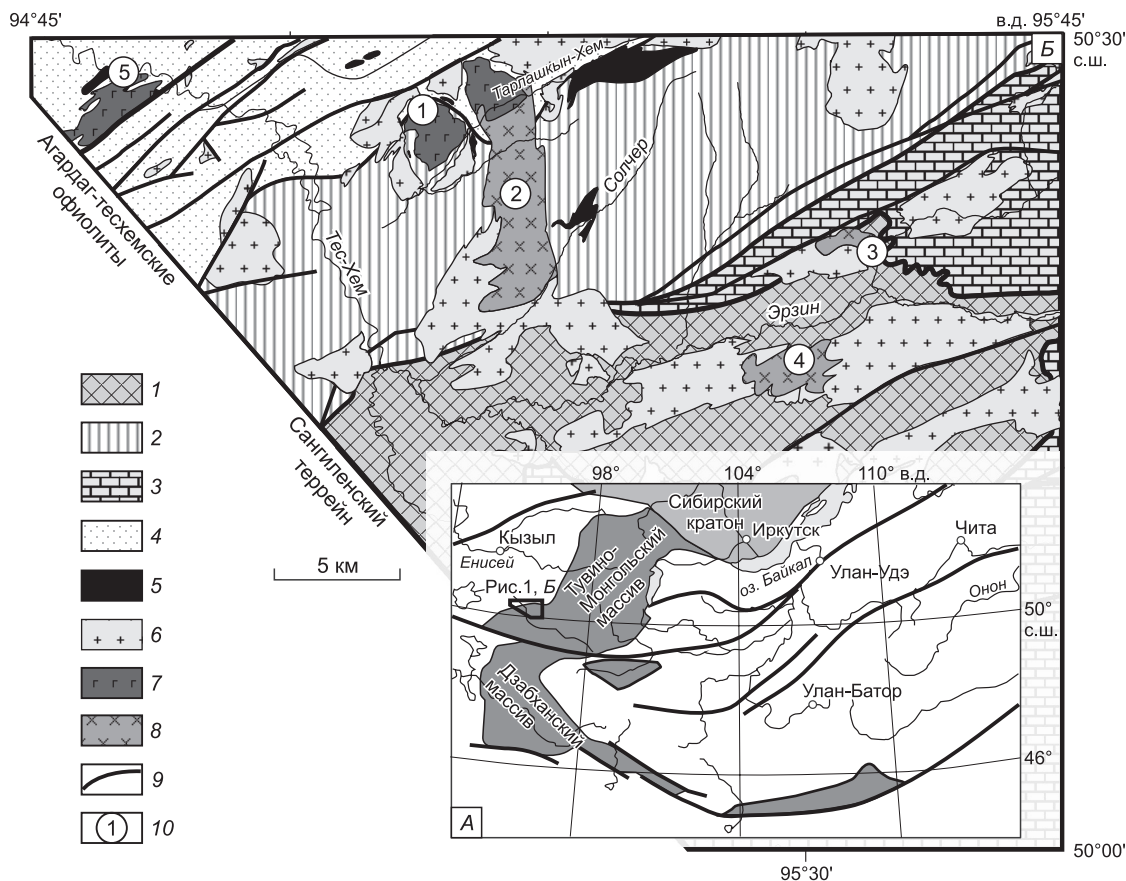 94°45'
в.д. 95°45'
Б
50°30'
с.ш.
5
1
Тарлашкын-Хем
2
Солчер
Агардаг-тесхемские
офиолиты
Тес-Хем
3
Эрзин
4
Сангиленский
террейн
1
2
3
4
5
6
7
8
9
1
10
5 км
98°
104°
110° в.д.
Сибирский
кратон
Иркутск
Кызыл
Енисей
Чита
Тувино-
Монгольский
массив
оз. Байкал
Улан-Удэ
Онон
Рис.1, Б
50°
с.ш.
Дзабханский
массив
Улан-Батор
46°
А
50°00'
95°30'